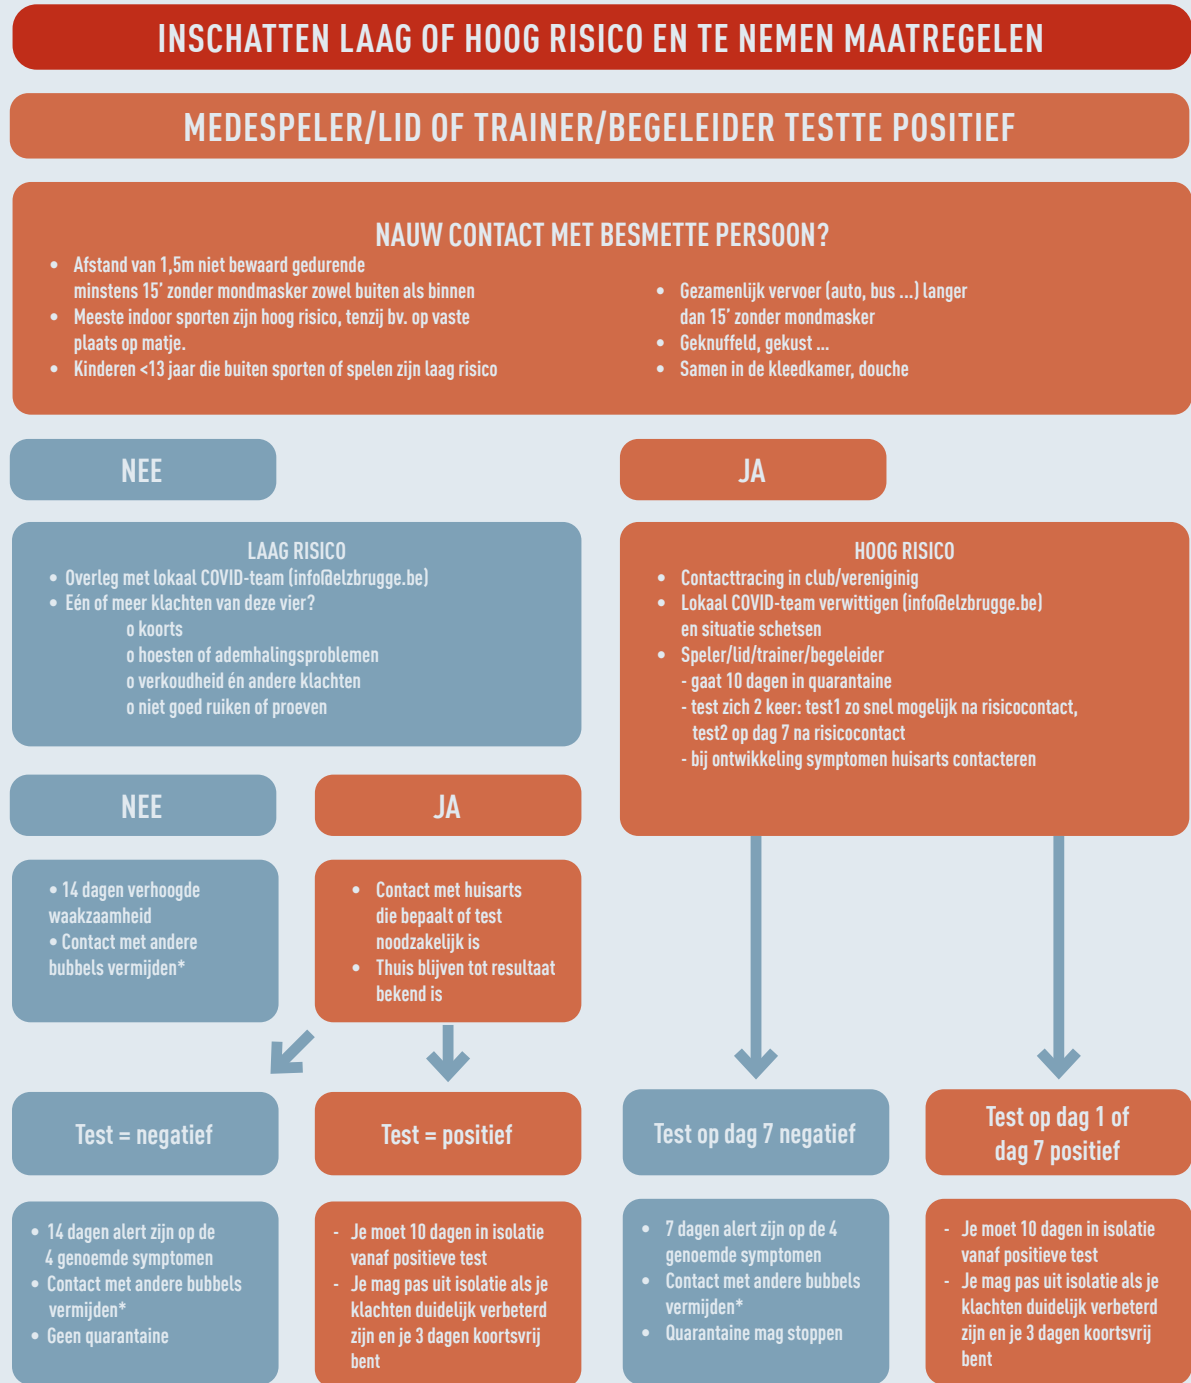 INSCHATTEN LAAG OF HOOG RISICO EN TE NEMEN MAATREGELEN
MEDESPELER/LID OF TRAINER/BEGELEIDER TESTTE POSITIEF
NAUW CONTACT MET BESMETTE PERSOON?
• Afstand van 1,5m niet bewaard gedurende
minstens 15' zonder mondmasker zowel buiten als binnen
• Meeste indoor sporten zijn hoog risico, tenzij bv. op vaste
plaats op matje.
• Kinderen <13 jaar die buiten sporten of spelen zijn laag risico
• Gezamenlijk vervoer (auto, bus ...) langer
dan 15' zonder mondmasker
• Geknuffeld, gekust ...
• Samen in de kleedkamer, douche
NEE
LAAG RISICO
• Overleg met lokaal COVID-team (info@elzbrugge.be)
• Eén of meer klachten van deze vier?
o koorts
o hoesten of ademhalingsproblemen
o verkoudheid én andere klachten
o niet goed ruiken of proeven
JA
HOOG RISICO
• Contacttracing in club/vereniginig
• Lokaal COVID-team verwittigen (info@elzbrugge.be)
en situatie schetsen
• Speler/lid/trainer/begeleider
- gaat 10 dagen in quarantaine
- test zich 2 keer: test1 zo snel mogelijk na risicocontact,
test2 op dag 7 na risicocontact
- bij ontwikkeling symptomen huisarts contacteren
NEE
• 14 dagen verhoogde
waakzaamheid
• Contact met andere
bubbels vermijden*
JA
• Contact met huisarts
die bepaalt of test
noodzakelijk is
• Thuis blijven tot resultaat
bekend is
Test = negatief
• 14 dagen alert zijn op de
4 genoemde symptomen
• Contact met andere bubbels
vermijden*
• Geen quarantaine
Test = positief
- Je moet 10 dagen in isolatie
vanaf positieve test
- Je mag pas uit isolatie als je
klachten duidelijk verbeterd
zijn en je 3 dagen koortsvrij
bent
Test op dag 7 negatief
• 7 dagen alert zijn op de 4
genoemde symptomen
• Contact met andere bubbels
vermijden*
• Quarantaine mag stoppen
Test op dag 1 of
dag 7 positief
- Je moet 10 dagen in isolatie
vanaf positieve test
- Je mag pas uit isolatie als je
klachten duidelijk verbeterd
zijn en je 3 dagen koortsvrij
bent